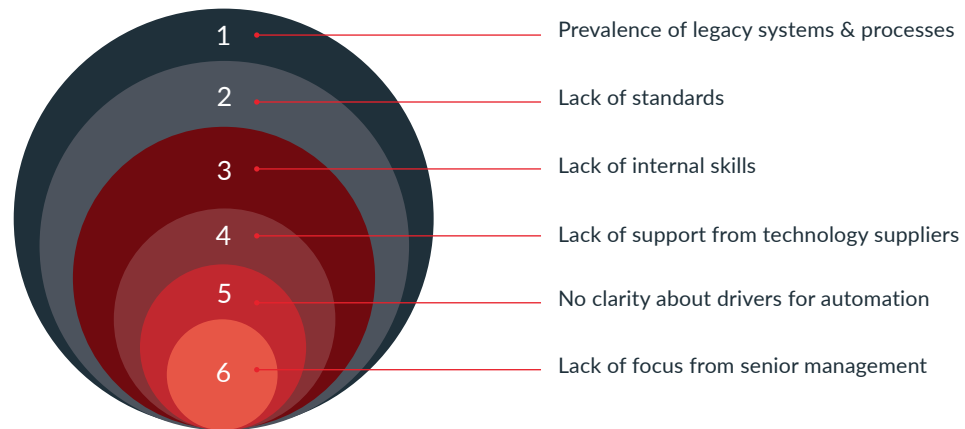 1 Prevalence of legacy systems & processes
2 Lack of standards
3 Lack of internal skills
4 Lack of support from technology suppliers
5 No clarity about drivers for automation
6 Lack of focus from senior management